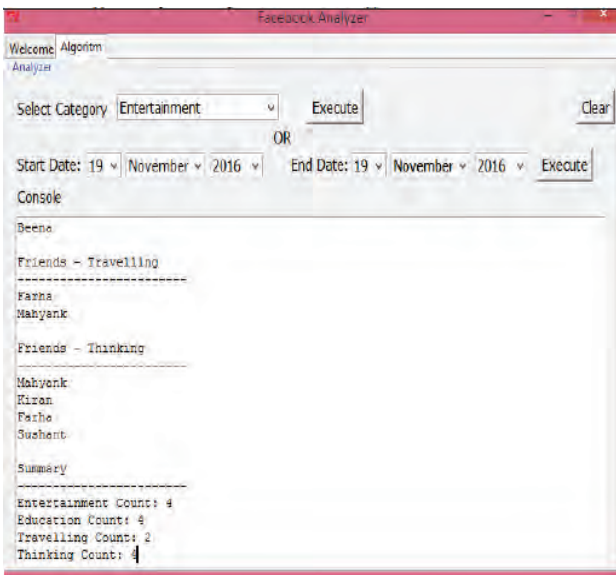 Facebook Analyzer
Welcome Algoritm
Analyzer
Select Category Entertainment Execute Clear
OR
Start Date: 19 November 2016 End Date: 19 November 2016 Execute
Console
Beena
Friends - Travelling
------------------------
Farha
Mahyank
Friends - Thinking
------------------------
Mahyank
Kiran
Farha
Sushant
Summary
------------------------
Entertainment Count: 4
Education Count: 4
Travelling Count: 2
Thinking Count: 4